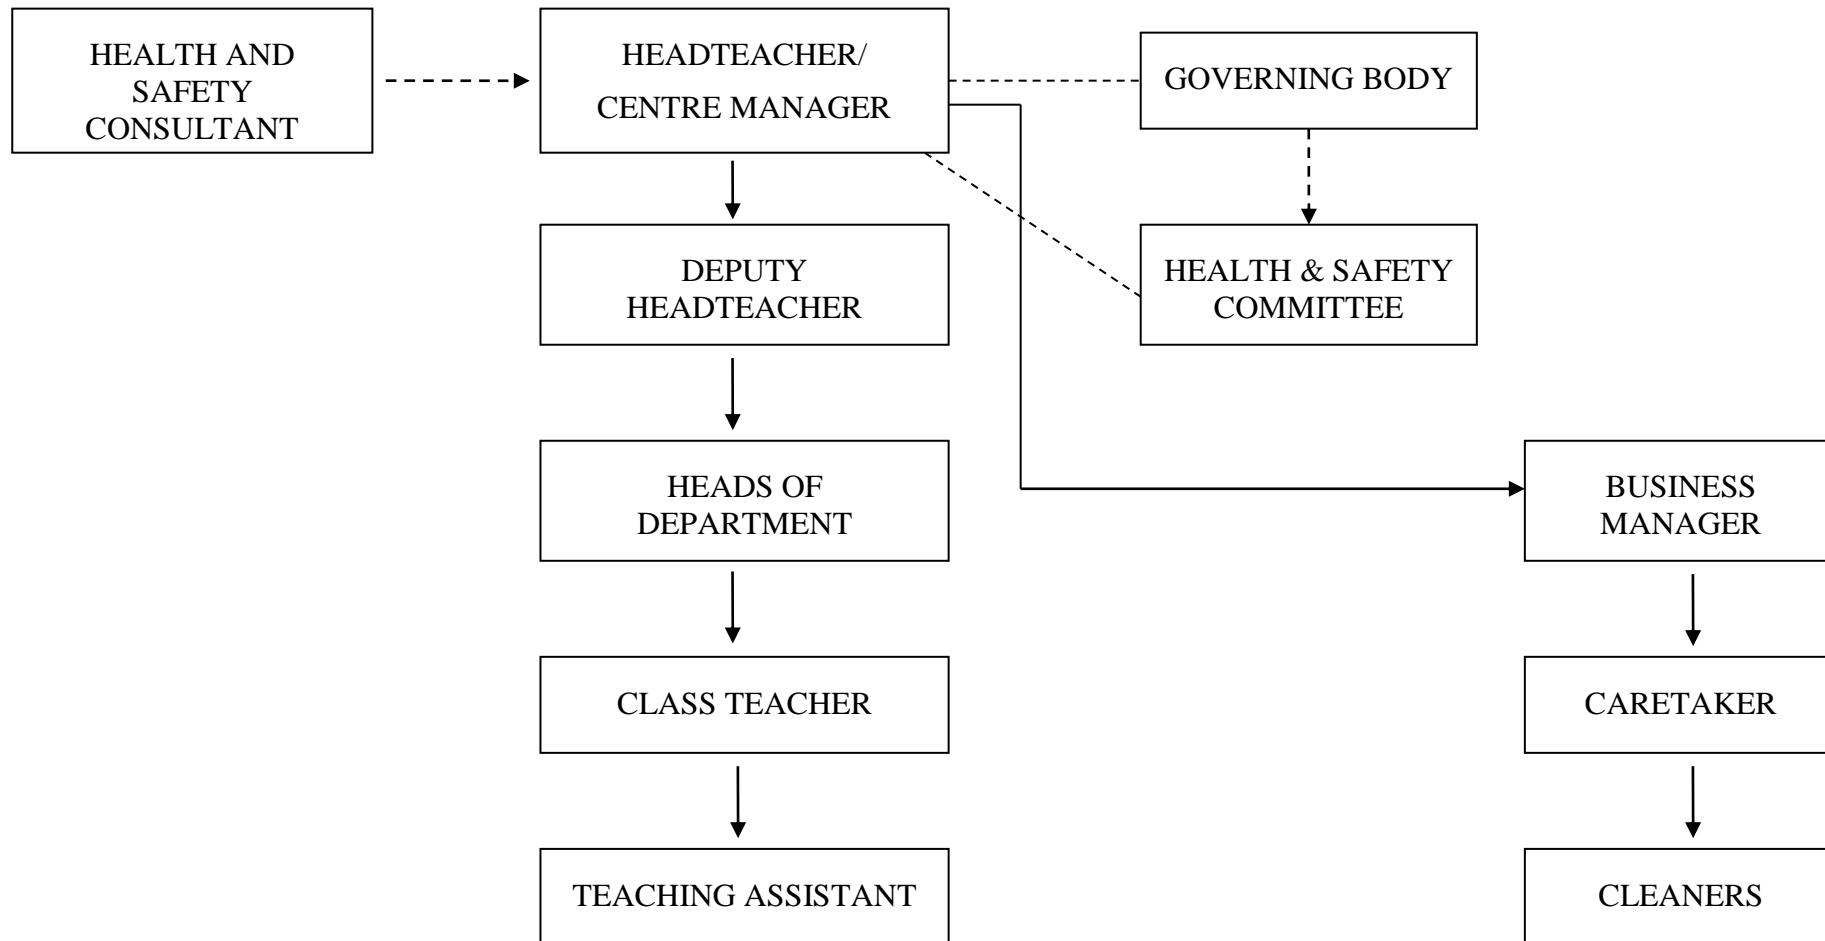 HEALTH AND
SAFETY
CONSULTANT
HEADTEACHER/
CENTRE MANAGER
GOVERNING BODY
DEPUTY
HEADTEACHER
HEALTH & SAFETY
COMMITTEE
HEADS OF
DEPARTMENT
BUSINESS
MANAGER
CLASS TEACHER
CARETAKER
TEACHING ASSISTANT
CLEANERS